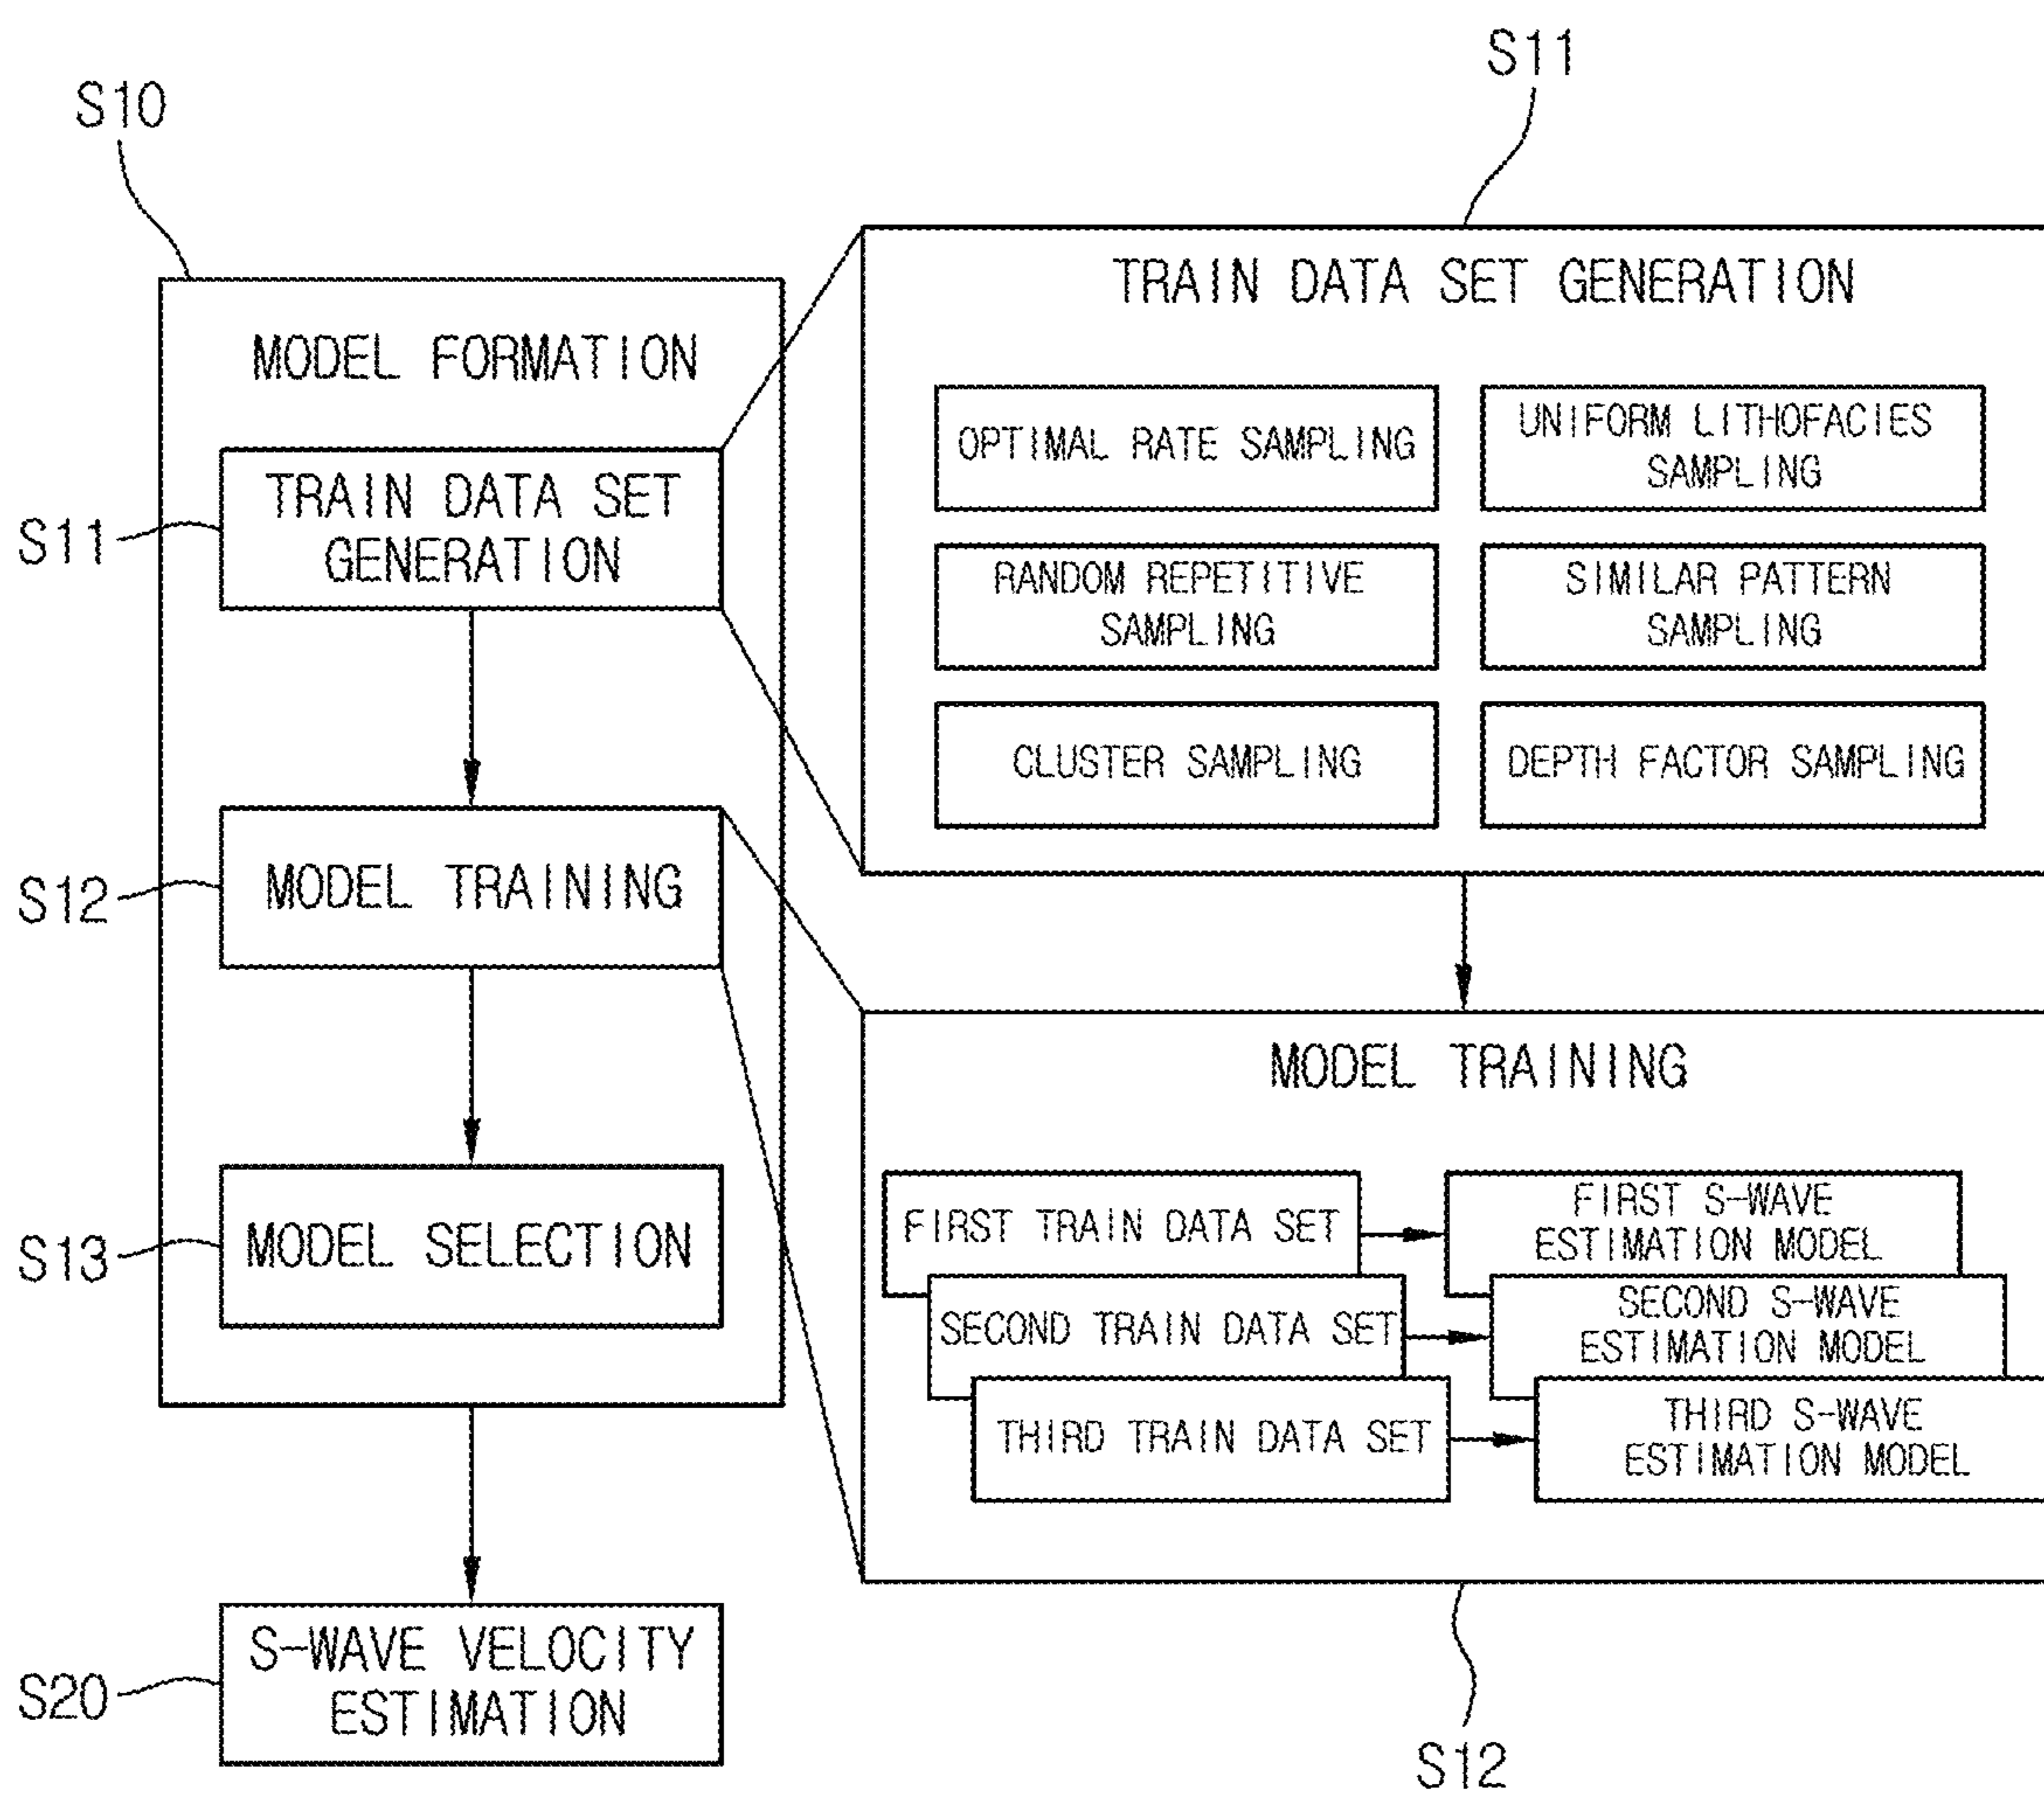 S10
MODEL FORMATION
S11
TRAIN DATA SET
GENERATION
S12
MODEL TRAINING
S13
MODEL SELECTION
S20
S-WAVE VELOCITY
ESTIMATION
S11
TRAIN DATA SET GENERATION
OPTIMAL RATE SAMPLING
UNIFORM LITHOFACIES
SAMPLING
RANDOM REPETITIVE
SAMPLING
SIMILAR PATTERN
SAMPLING
CLUSTER SAMPLING
DEPTH FACTOR SAMPLING
MODEL TRAINING
FIRST TRAIN DATA SET
FIRST S-WAVE
ESTIMATION MODEL
SECOND TRAIN DATA SET
SECOND S-WAVE
ESTIMATION MODEL
THIRD TRAIN DATA SET
THIRD S-WAVE
ESTIMATION MODEL
S12